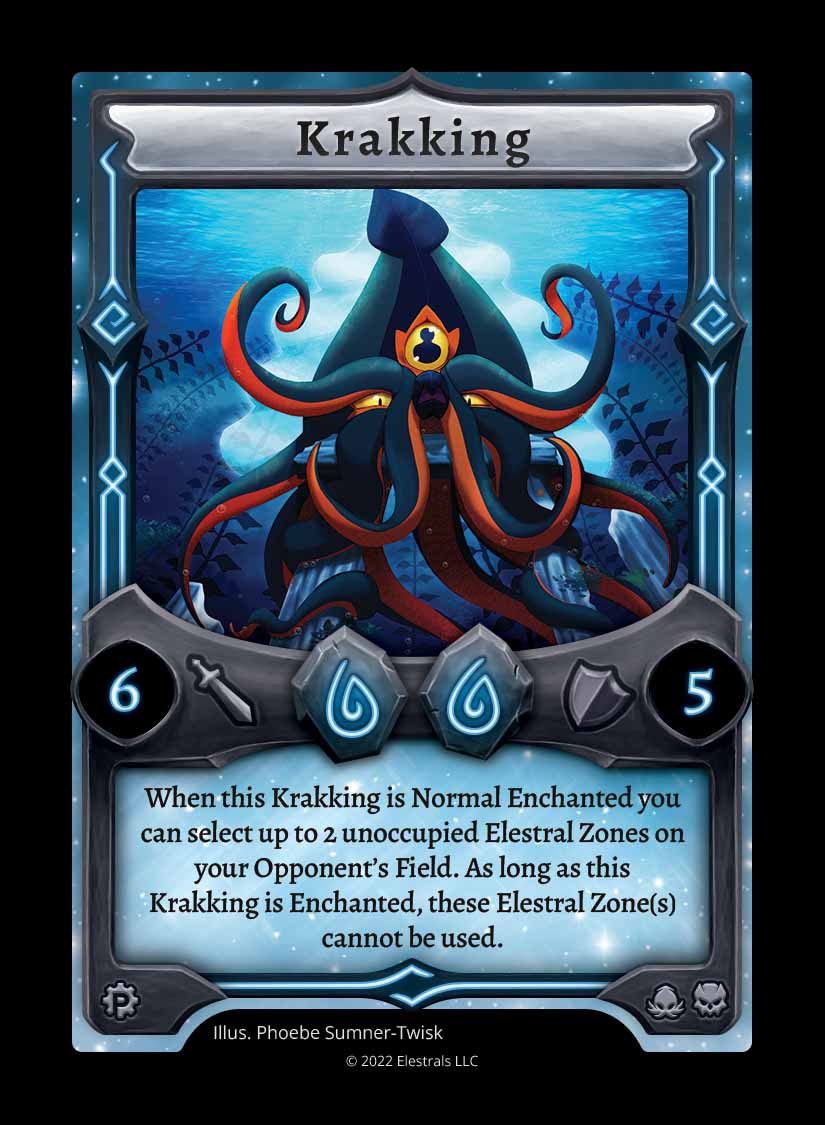 Krakking
6
5
When this Krakking is Normal Enchanted you
can select up to 2 unoccupied Elestral Zones on
your Opponent's Field. As long as this
Krakking is Enchanted, these Elestral Zone(s)
cannot be used.
P
Illus. Phoebe Sumner-Twisk
© 2022 Elestrals LLC